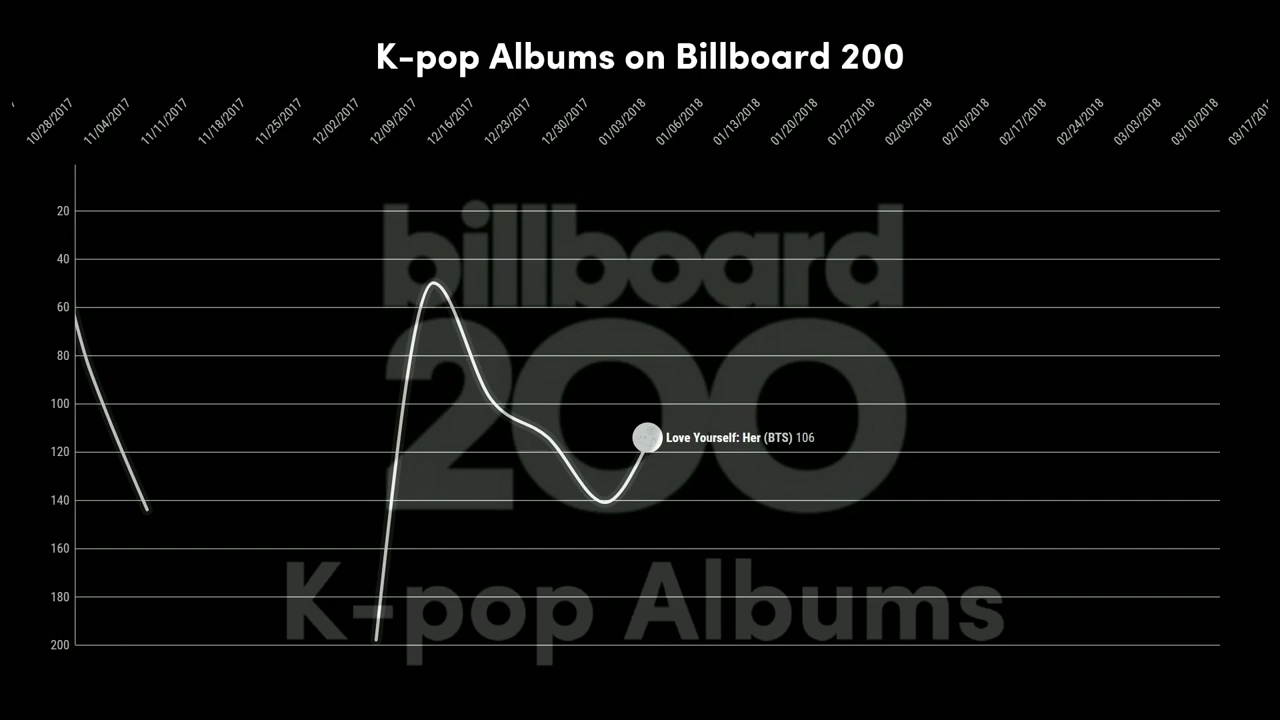 K-pop Albums on Billboard 200
10/28/2017 11/04/2017 11/11/2017 11/18/2017 11/25/2017 12/02/2017 12/09/2017 12/16/2017 12/23/2017 12/30/2017 01/03/2018 01/06/2018 01/13/2018 01/20/2018 01/27/2018 02/03/2018 02/10/2018 02/17/2018 02/24/2018 03/03/2018 03/10/2018
20
billboard
40
60
200
80
100
Love Yourself: Her (BTS) 106
120
140
160
K-pop Albums
180
200